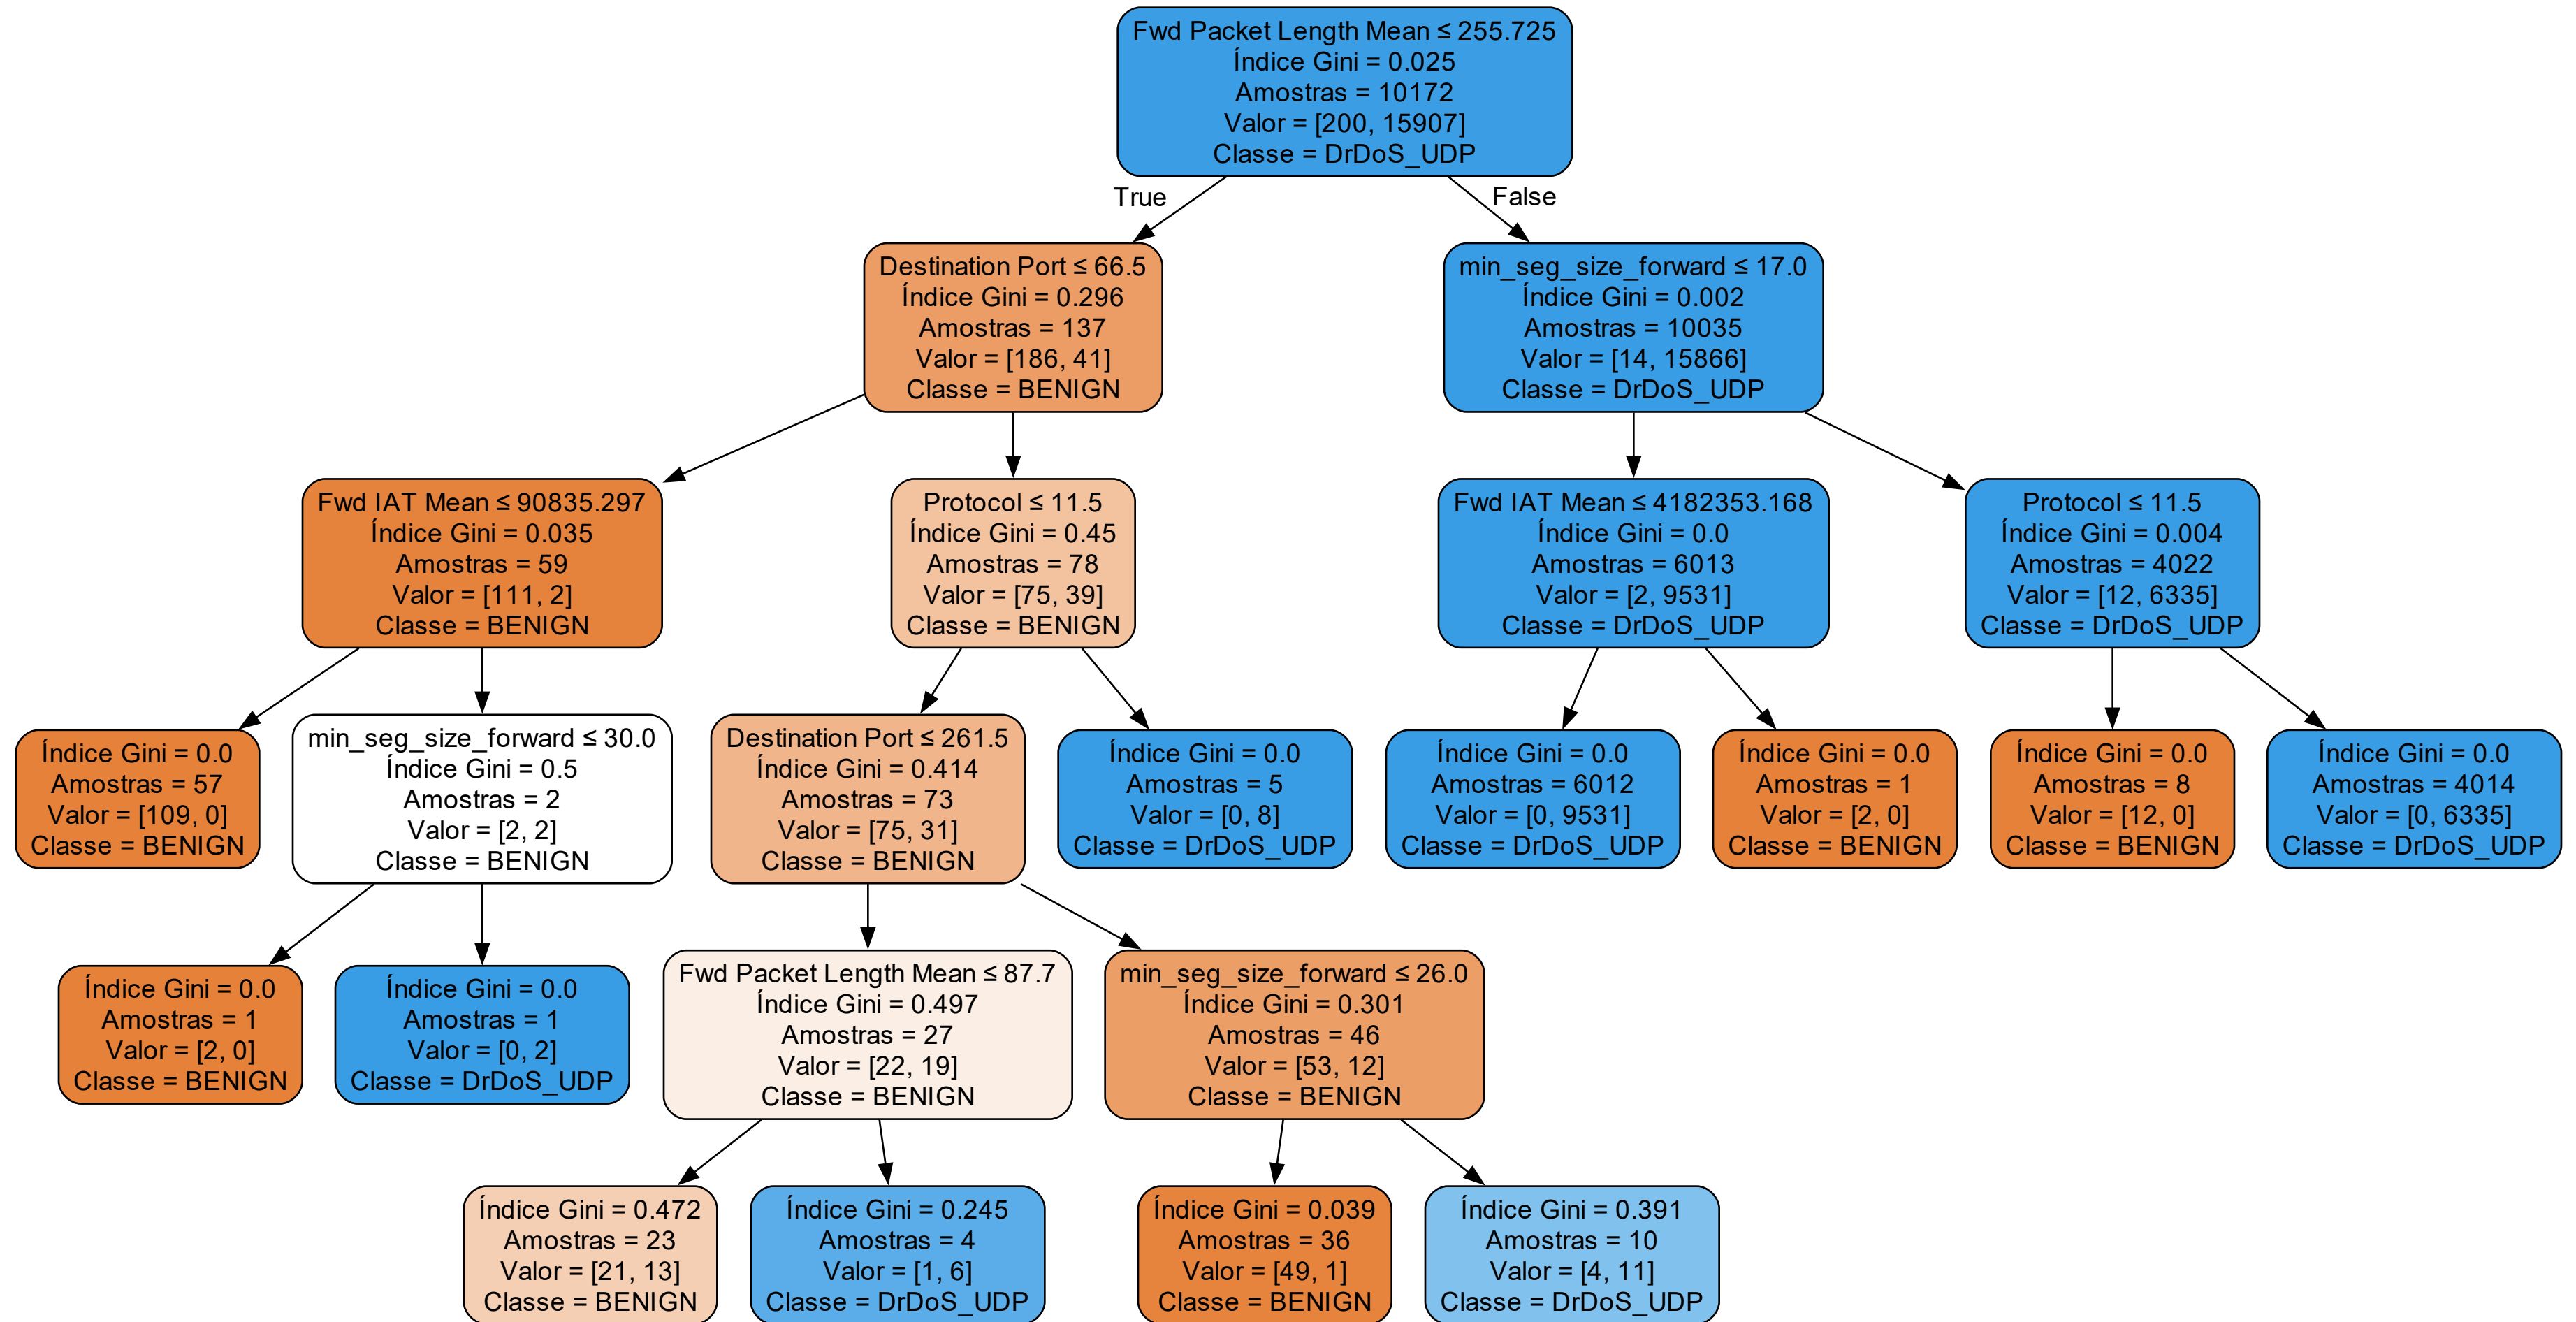 Fwd Packet Length Mean ≤ 255.725
Índice Gini = 0.025
Amostras = 10172
Valor = [200, 15907]
Classe = DrDoS_UDP
True
False
Destination Port ≤ 66.5
Índice Gini = 0.296
Amostras = 137
Valor = [186, 41]
Classe = BENIGN
min_seg_size_forward ≤ 17.0
Índice Gini = 0.002
Amostras = 10035
Valor = [14, 15866]
Classe = DrDoS_UDP
Fwd IAT Mean ≤ 90835.297
Índice Gini = 0.035
Amostras = 59
Valor = [111, 2]
Classe = BENIGN
Protocol ≤ 11.5
Índice Gini = 0.45
Amostras = 78
Valor = [75, 39]
Classe = BENIGN
Fwd IAT Mean ≤ 4182353.168
Índice Gini = 0.0
Amostras = 6013
Valor = [2, 9531]
Classe = DrDoS_UDP
Protocol ≤ 11.5
Índice Gini = 0.004
Amostras = 4022
Valor = [12, 6335]
Classe = DrDoS_UDP
Índice Gini = 0.0
Amostras = 57
Valor = [109, 0]
Classe = BENIGN
min_seg_size_forward ≤ 30.0
Índice Gini = 0.5
Amostras = 2
Valor = [2, 2]
Classe = BENIGN
Destination Port ≤ 261.5
Índice Gini = 0.414
Amostras = 73
Valor = [75, 31]
Classe = BENIGN
Índice Gini = 0.0
Amostras = 5
Valor = [0, 8]
Classe = DrDoS_UDP
Índice Gini = 0.0
Amostras = 6012
Valor = [0, 9531]
Classe = DrDoS_UDP
Índice Gini = 0.0
Amostras = 1
Valor = [2, 0]
Classe = BENIGN
Índice Gini = 0.0
Amostras = 8
Valor = [12, 0]
Classe = BENIGN
Índice Gini = 0.0
Amostras = 4014
Valor = [0, 6335]
Classe = DrDoS_UDP
Índice Gini = 0.0
Amostras = 1
Valor = [2, 0]
Classe = BENIGN
Índice Gini = 0.0
Amostras = 1
Valor = [0, 2]
Classe = DrDoS_UDP
Fwd Packet Length Mean ≤ 87.7
Índice Gini = 0.497
Amostras = 27
Valor = [22, 19]
Classe = BENIGN
min_seg_size_forward ≤ 26.0
Índice Gini = 0.301
Amostras = 46
Valor = [53, 12]
Classe = BENIGN
Índice Gini = 0.472
Amostras = 23
Valor = [21, 13]
Classe = BENIGN
Índice Gini = 0.245
Amostras = 4
Valor = [1, 6]
Classe = DrDoS_UDP
Índice Gini = 0.039
Amostras = 36
Valor = [49, 1]
Classe = BENIGN
Índice Gini = 0.391
Amostras = 10
Valor = [4, 11]
Classe = DrDoS_UDP